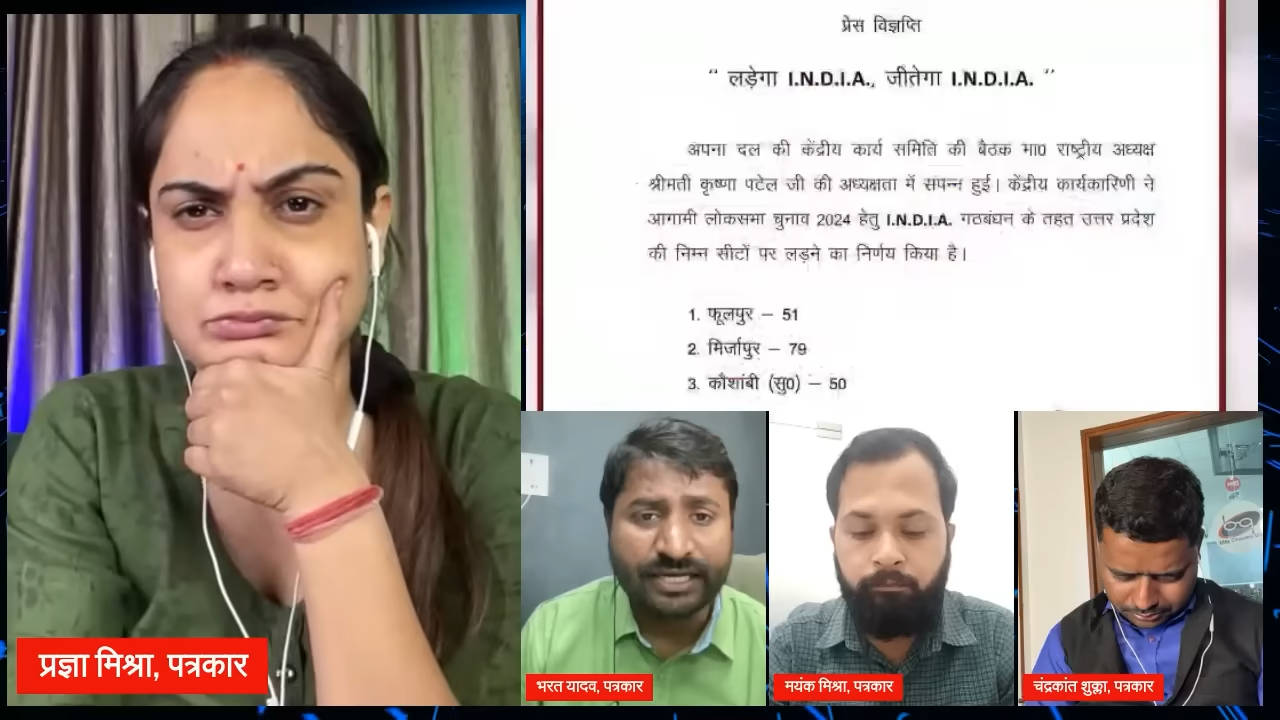 प्रेस विज्ञप्ति
“ लड़ेगा I.N.D.I.A., जीतेगा I.N.D.I.A. ”
अपना दल की केंद्रीय कार्य समिति की बैठक मा0 राष्ट्रीय अध्यक्ष
श्रीमती कृष्णा पटेल जी की अध्यक्षता में सपन्न हुई। केंद्रीय कार्यकारिणी ने
आगामी लोकसभा चुनाव 2024 हेतु I.N.D.I.A. गठबंधन के तहत उत्तर प्रदेश
की निम्न सीटों पर लड़ने का निर्णय किया है।
1. फूलपुर – 51
2. मिर्जापुर – 79
3. कौशांबी (सु0) – 50
प्रज्ञा मिश्रा, पत्रकार
भरत यादव, पत्रकार
मयंक मिश्रा, पत्रकार
चंद्रकांत शुक्ला, पत्रकार